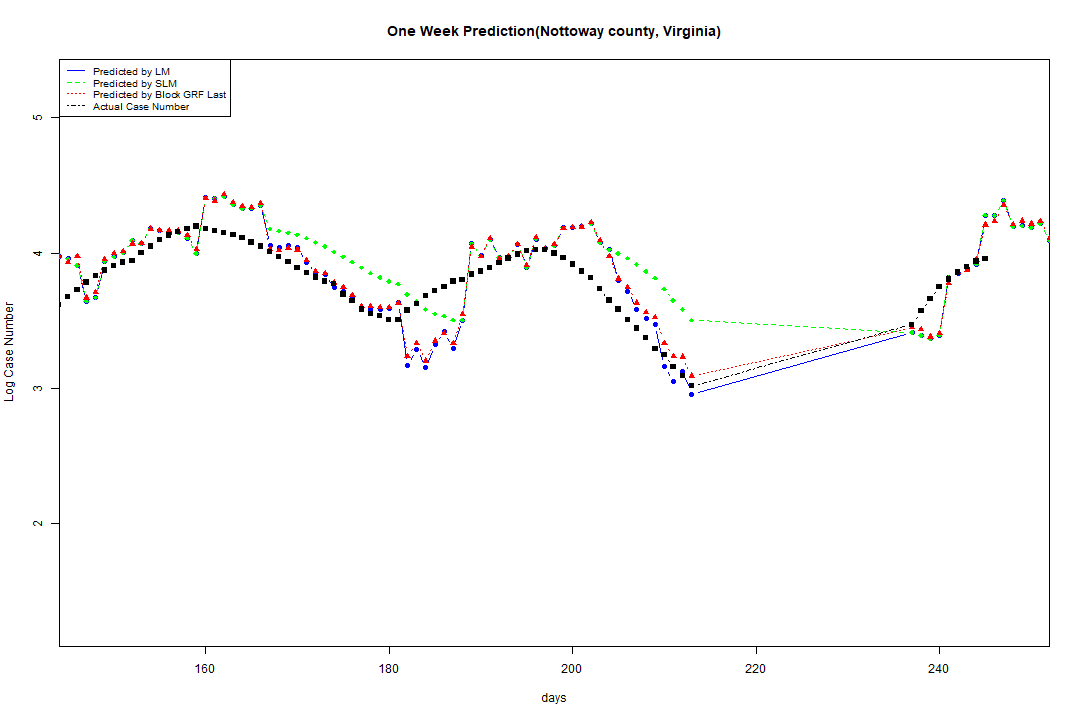 One Week Prediction(Nottoway county, Virginia)
Predicted by LM
Predicted by SLM
Predicted by Block GRF Last
Actual Case Number
5
4
3
2
Log Case Number
160 180 200 220 240
days